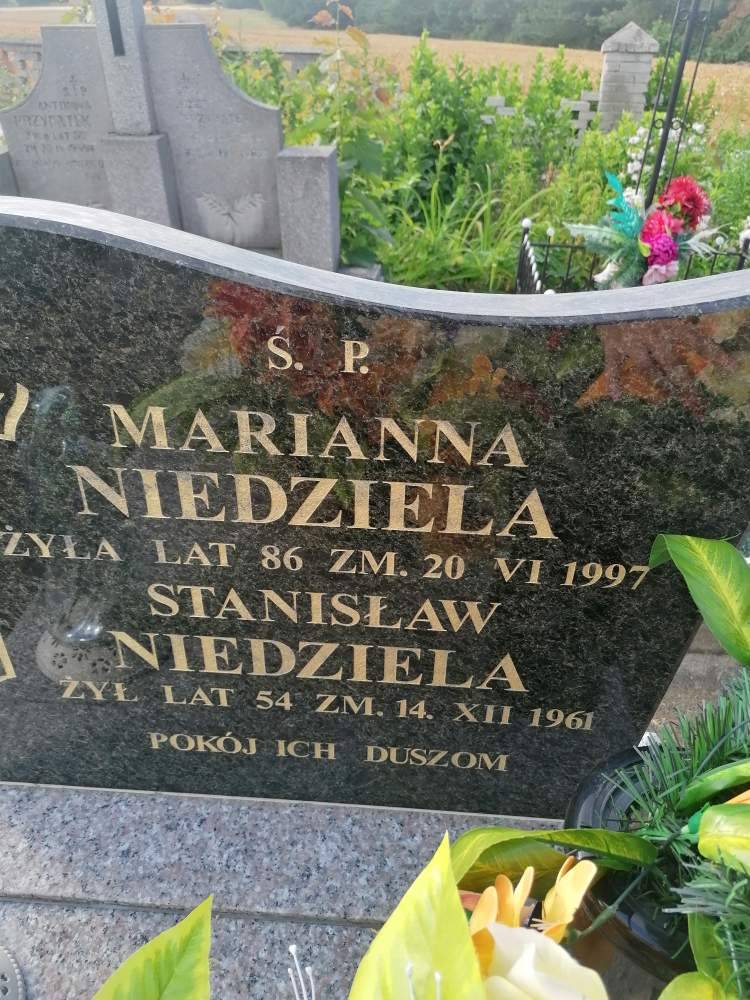 Ś. P.
MARIANNA
NIEDZIELA
ŻYŁA LAT 86 ZM. 20 VI 1997
STANISŁAW
NIEDZIELA
ŻYŁ LAT 54 ZM. 14. XII 1961
POKÓJ ICH DUSZOM